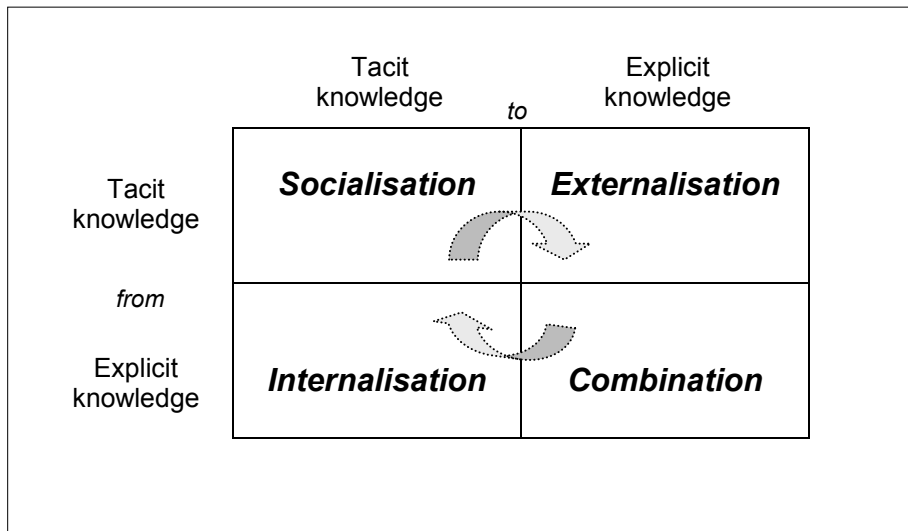 Tacit
knowledge
Explicit
knowledge
to
Tacit
knowledge
Socialisation
Externalisation
from
Explicit
knowledge
Internalisation
Combination